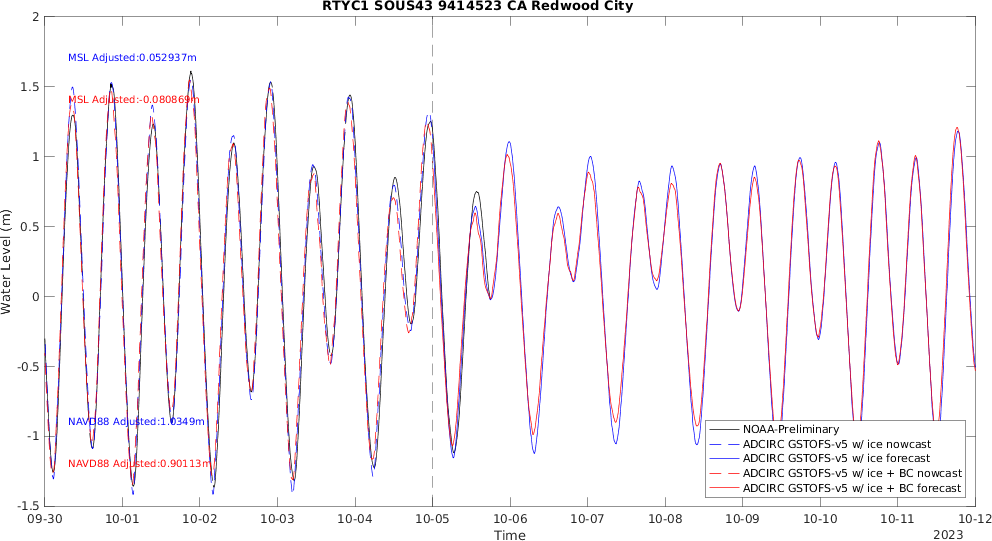 RTYC1 SOUS43 9414523 CA Redwood City
2
1.5
1
0.5
0
-0.5
-1
-1.5
Water Level (m)
MSL Adjusted:0.052937m
MSL Adjusted:-0.080869m
NAVD88 Adjusted:1.0349m
NAVD88 Adjusted:0.90113m
NOAA-Preliminary
ADCIRC GSTOFS-v5 w/ ice nowcast
ADCIRC GSTOFS-v5 w/ ice forecast
ADCIRC GSTOFS-v5 w/ ice + BC nowcast
ADCIRC GSTOFS-v5 w/ ice + BC forecast
09-30 10-01 10-02 10-03 10-04 10-05 10-06 10-07 10-08 10-09 10-10 10-11 10-12
Time
2023